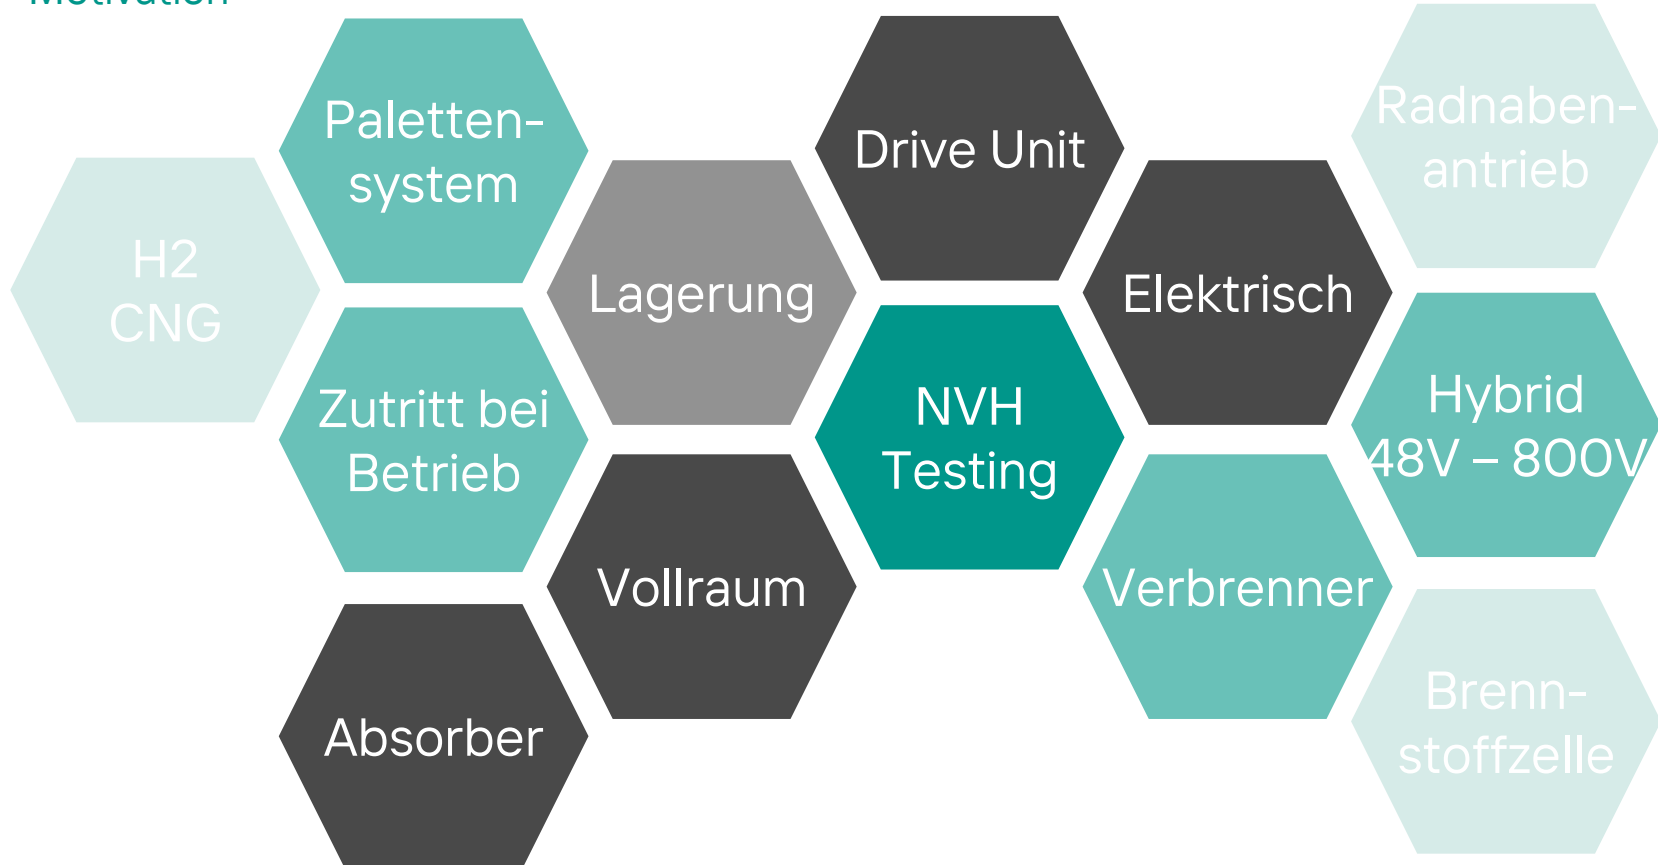 Motivation
Paletten-
system
Drive Unit
Radnaben-
antrieb
H2
CNG
Lagerung
Elektrisch
Zutritt bei
Betrieb
NVH
Testing
Hybrid
48V – 800V
Vollraum
Verbrenner
Absorber
Brenn-
stoffzelle